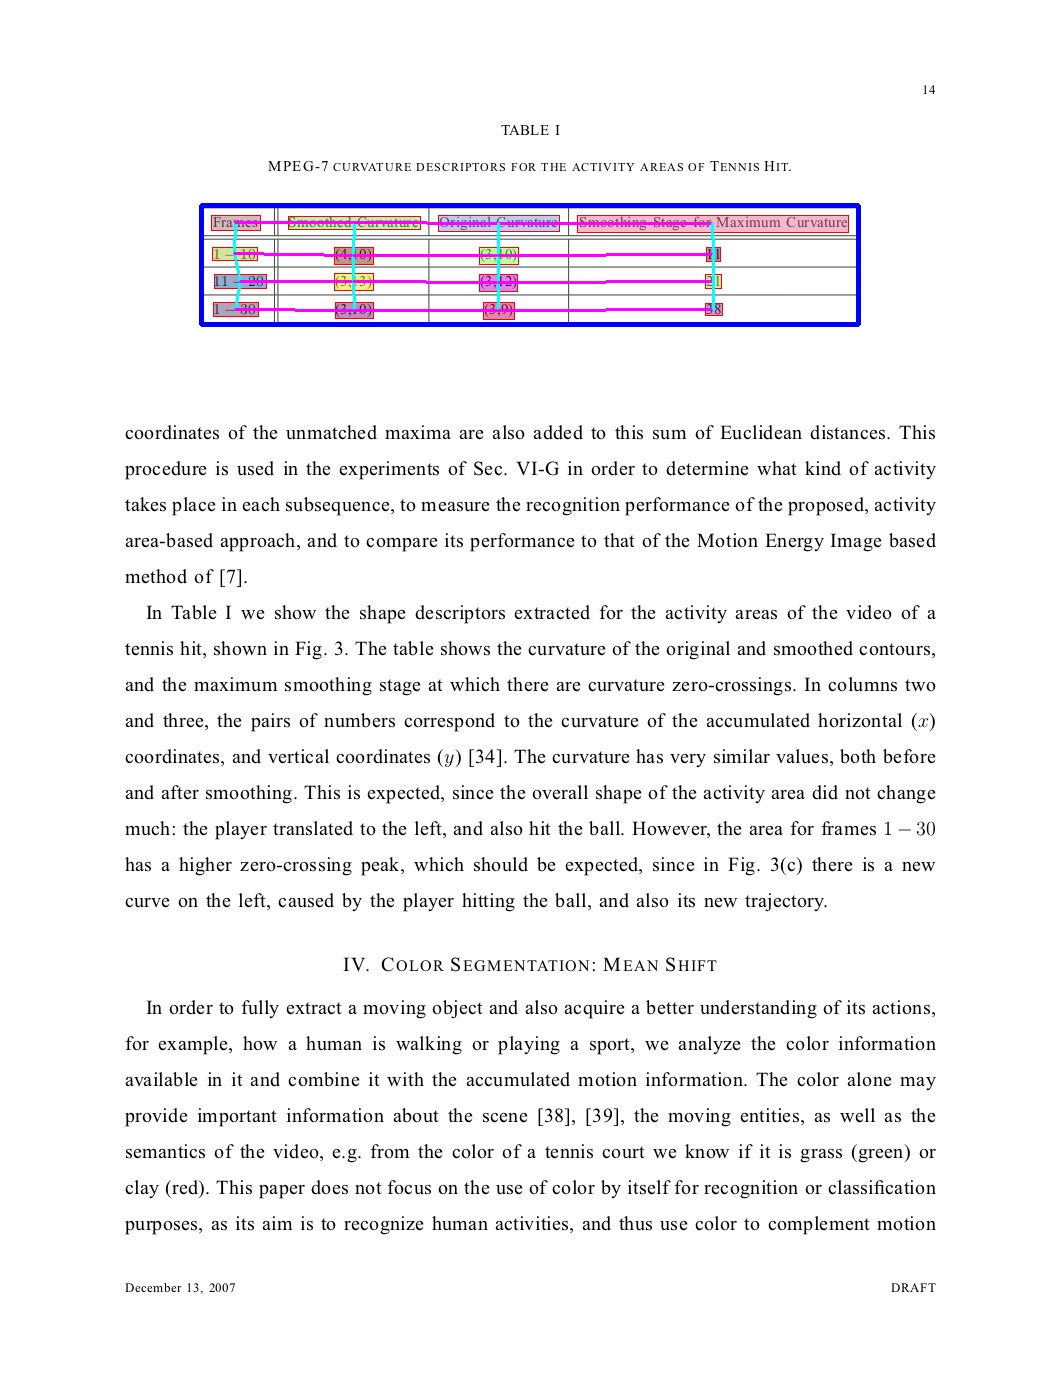 14
TABLE I
MPEG-7 CURVATURE DESCRIPTORS FOR THE ACTIVITY AREAS OF TENNIS HIT.
Frames Smoothed Curvature Original Curvature Smoothing Stage for Maximum Curvature
1 − 10 (4,10) (3,10)
11 − 20 (3,13) (3,12) 21
1 − 30 (3,10) (3,9) 38
coordinates of the unmatched maxima are also added to this sum of Euclidean distances. This
procedure is used in the experiments of Sec. VI-G in order to determine what kind of activity
takes place in each subsequence, to measure the recognition performance of the proposed, activity
area-based approach, and to compare its performance to that of the Motion Energy Image based
method of [7].
In Table I we show the shape descriptors extracted for the activity areas of the video of a
tennis hit, shown in Fig. 3. The table shows the curvature of the original and smoothed contours,
and the maximum smoothing stage at which there are curvature zero-crossings. In columns two
and three, the pairs of numbers correspond to the curvature of the accumulated horizontal (x)
coordinates, and vertical coordinates (y) [34]. The curvature has very similar values, both before
and after smoothing. This is expected, since the overall shape of the activity area did not change
much: the player translated to the left, and also hit the ball. However, the area for frames 1 − 30
has a higher zero-crossing peak, which should be expected, since in Fig. 3(c) there is a new
curve on the left, caused by the player hitting the ball, and also its new trajectory.
IV. COLOR SEGMENTATION: MEAN SHIFT
In order to fully extract a moving object and also acquire a better understanding of its actions,
for example, how a human is walking or playing a sport, we analyze the color information
available in it and combine it with the accumulated motion information. The color alone may
provide important information about the scene [38], [39], the moving entities, as well as the
semantics of the video, e.g. from the color of a tennis court we know if it is grass (green) or
clay (red). This paper does not focus on the use of color by itself for recognition or classification
purposes, as its aim is to recognize human activities, and thus use color to complement motion
December 13, 2007 DRAFT